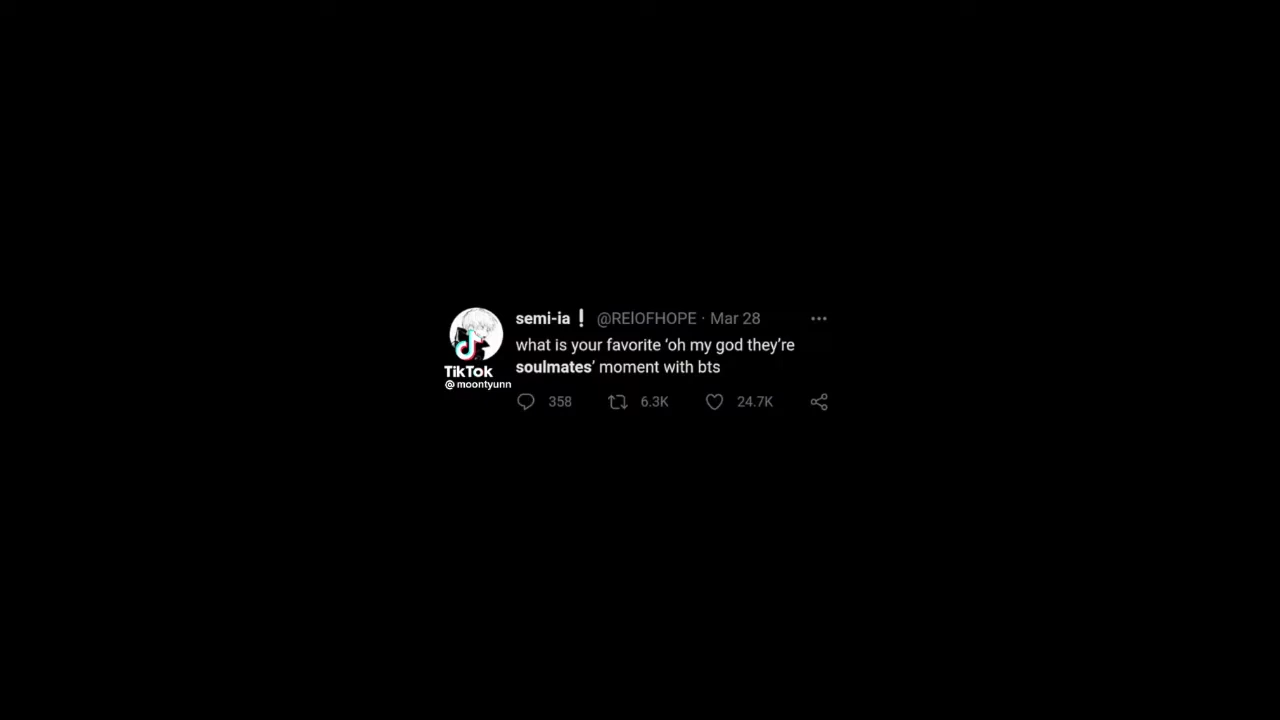 semi-ia❗ @REIOFHOPE · Mar 28
what is your favorite ‘oh my god they’re
soulmates’ moment with bts
TikTok
@moontyunn
358 6.3K 24.7K